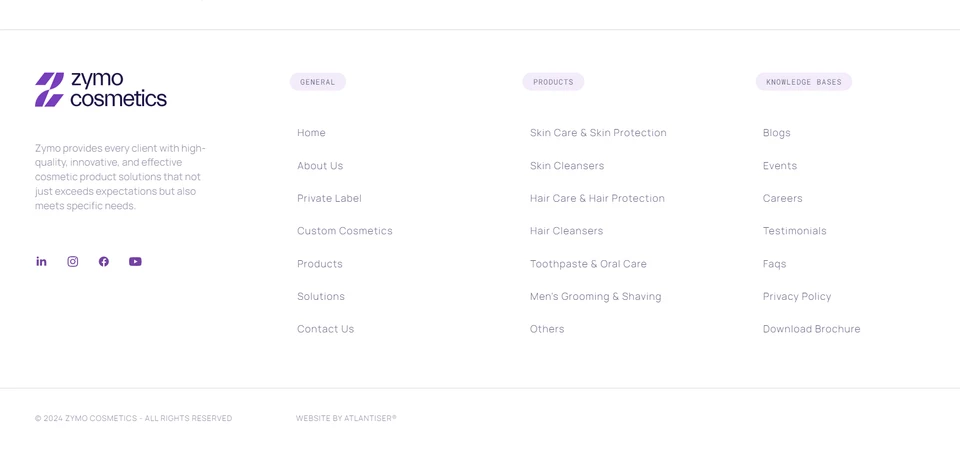 zymo
cosmetics
Zymo provides every client with high-
quality, innovative, and effective
cosmetic product solutions that not
just exceeds expectations but also
meets specific needs.
GENERAL
Home
About Us
Private Label
Custom Cosmetics
Products
Solutions
Contact Us
PRODUCTS
Skin Care & Skin Protection
Skin Cleansers
Hair Care & Hair Protection
Hair Cleansers
Toothpaste & Oral Care
Men's Grooming & Shaving
Others
KNOWLEDGE BASES
Blogs
Events
Careers
Testimonials
Faqs
Privacy Policy
Download Brochure
© 2024 ZYMO COSMETICS - ALL RIGHTS RESERVED
WEBSITE BY ATLANTISER®